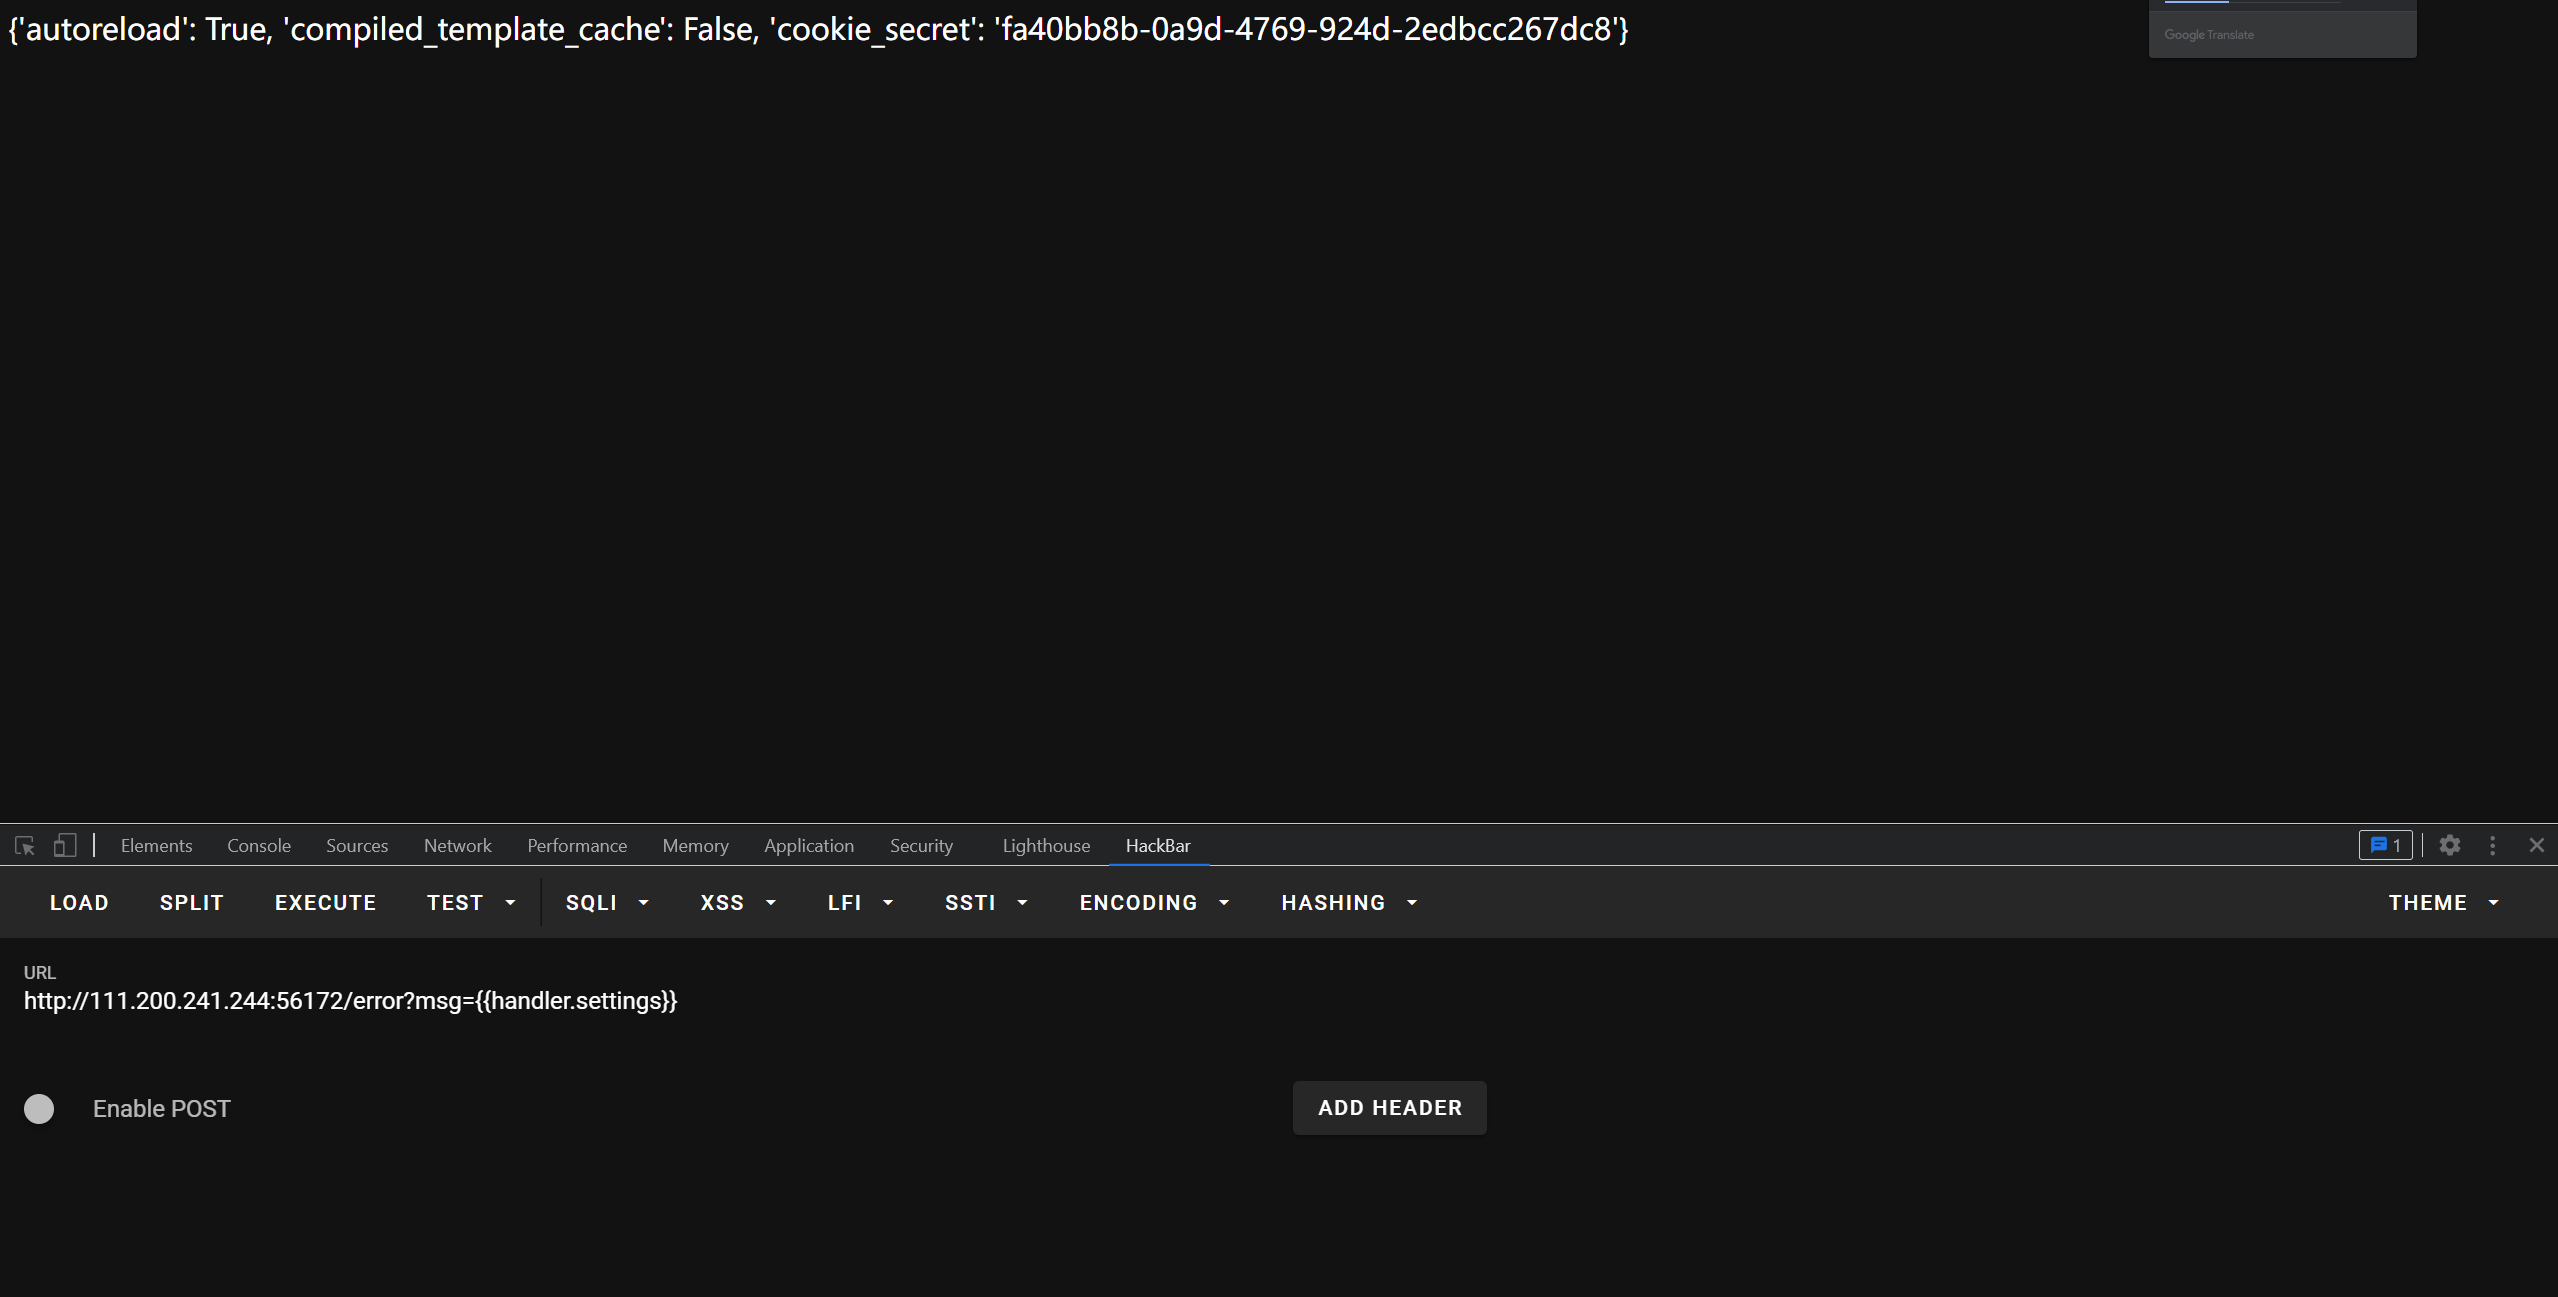 {'autoreload': True, 'compiled_template_cache': False, 'cookie_secret': 'fa40bb8b-0a9d-4769-924d-2edbcc267dc8'}
Google Translate
Elements Console Sources Network Performance Memory Application Security Lighthouse HackBar 1
LOAD SPLIT EXECUTE TEST SQLI XSS LFI SSTI ENCODING HASHING THEME
URL
http://111.200.241.244:56172/error?msg={{handler.settings}}
Enable POST ADD HEADER